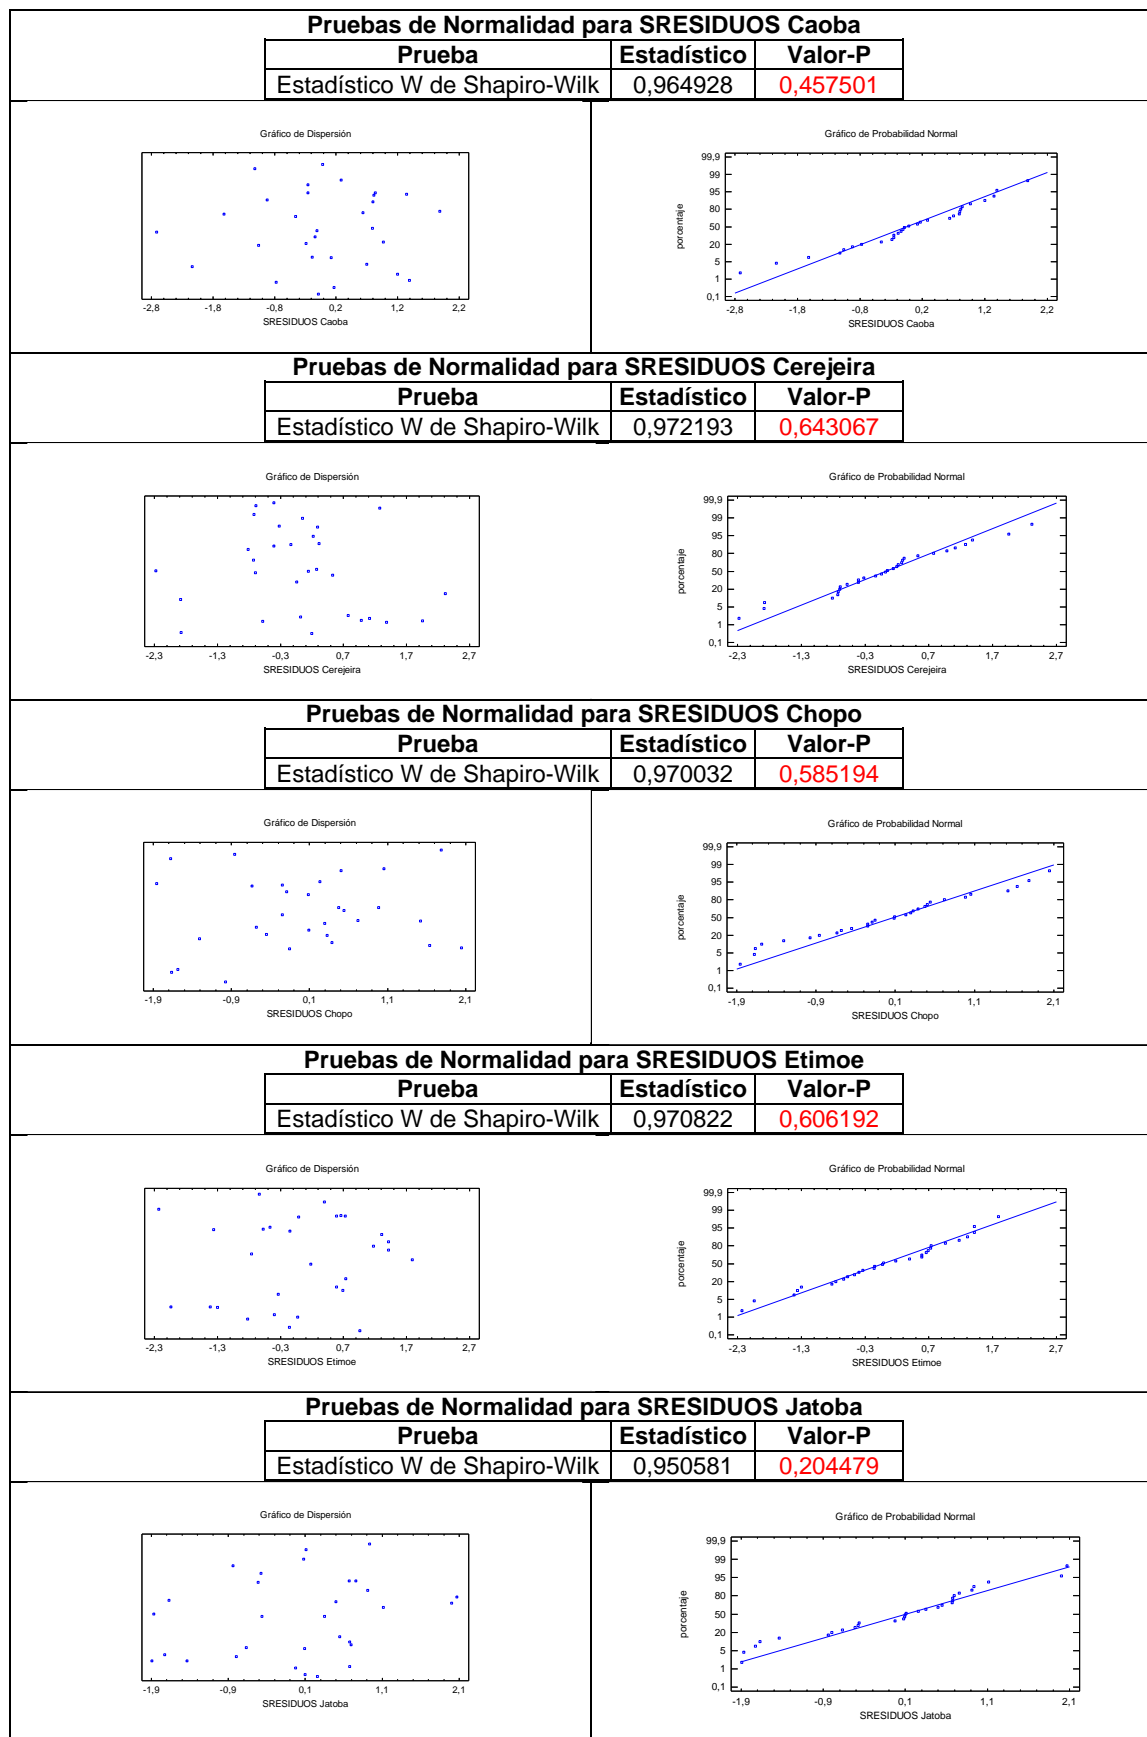 Pruebas de Normalidad para SRESIDUOS Caoba
Prueba Estadístico Valor-P
Estadístico W de Shapiro-Wilk 0,964928 0,457501
Gráfico de Dispersión
-2,8 -1,8 -0,8 0,2 1,2 2,2
SRESIDUOS Caoba
Gráfico de Probabilidad Normal
porcentaje
99,9
99
95
80
50
20
5
1
0,1
-2,8 -1,8 -0,8 0,2 1,2 2,2
SRESIDUOS Caoba
Pruebas de Normalidad para SRESIDUOS Cerejeira
Prueba Estadístico Valor-P
Estadístico W de Shapiro-Wilk 0,972193 0,643067
Gráfico de Dispersión
-2,3 -1,3 -0,3 0,7 1,7 2,7
SRESIDUOS Cerejeira
Gráfico de Probabilidad Normal
porcentaje
99,9
99
95
80
50
20
5
1
0,1
-2,3 -1,3 -0,3 0,7 1,7 2,7
SRESIDUOS Cerejeira
Pruebas de Normalidad para SRESIDUOS Chopo
Prueba Estadístico Valor-P
Estadístico W de Shapiro-Wilk 0,970032 0,585194
Gráfico de Dispersión
-1,9 -0,9 0,1 1,1 2,1
SRESIDUOS Chopo
Gráfico de Probabilidad Normal
porcentaje
99,9
99
95
80
50
20
5
1
0,1
-1,9 -0,9 0,1 1,1 2,1
SRESIDUOS Chopo
Pruebas de Normalidad para SRESIDUOS Etimoe
Prueba Estadístico Valor-P
Estadístico W de Shapiro-Wilk 0,970822 0,606192
Gráfico de Dispersión
-2,3 -1,3 -0,3 0,7 1,7 2,7
SRESIDUOS Etimoe
Gráfico de Probabilidad Normal
porcentaje
99,9
99
95
80
50
20
5
1
0,1
-2,3 -1,3 -0,3 0,7 1,7 2,7
SRESIDUOS Etimoe
Pruebas de Normalidad para SRESIDUOS Jatoba
Prueba Estadístico Valor-P
Estadístico W de Shapiro-Wilk 0,950581 0,204479
Gráfico de Dispersión
-1,9 -0,9 0,1 1,1 2,1
SRESIDUOS Jatoba
Gráfico de Probabilidad Normal
porcentaje
99,9
99
95
80
50
20
5
1
0,1
-1,9 -0,9 0,1 1,1 2,1
SRESIDUOS Jatoba